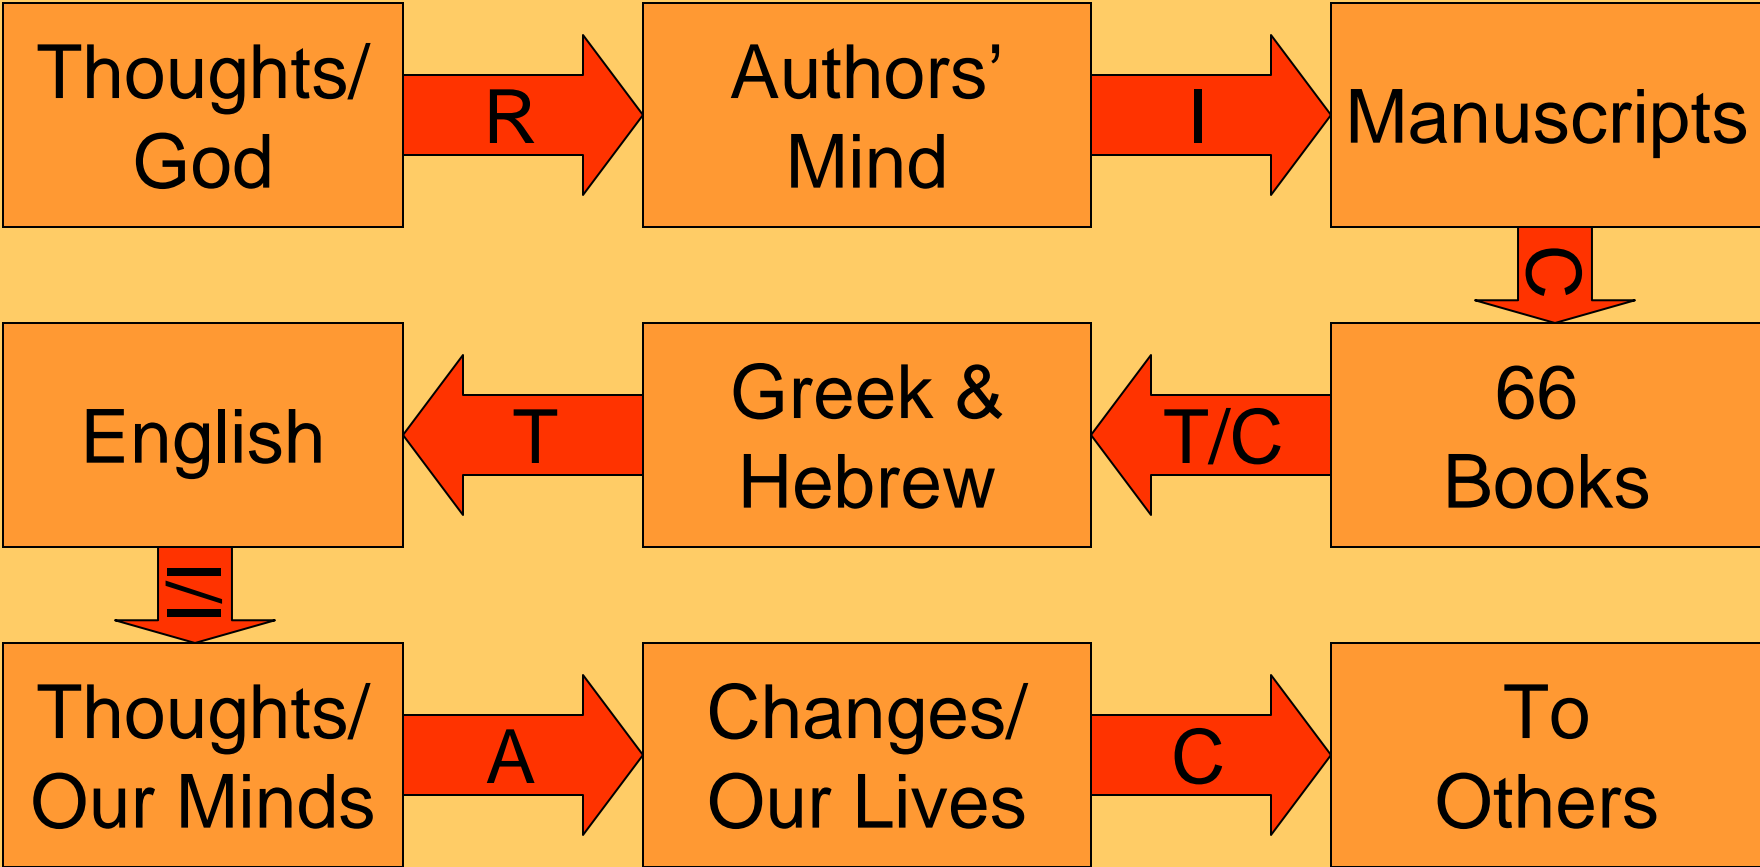 Thoughts/
God
R
Authors’
Mind
I
Manuscripts
C
66
Books
T/C
Greek &
Hebrew
T
English
I/I
Thoughts/
Our Minds
A
Changes/
Our Lives
C
To
Others